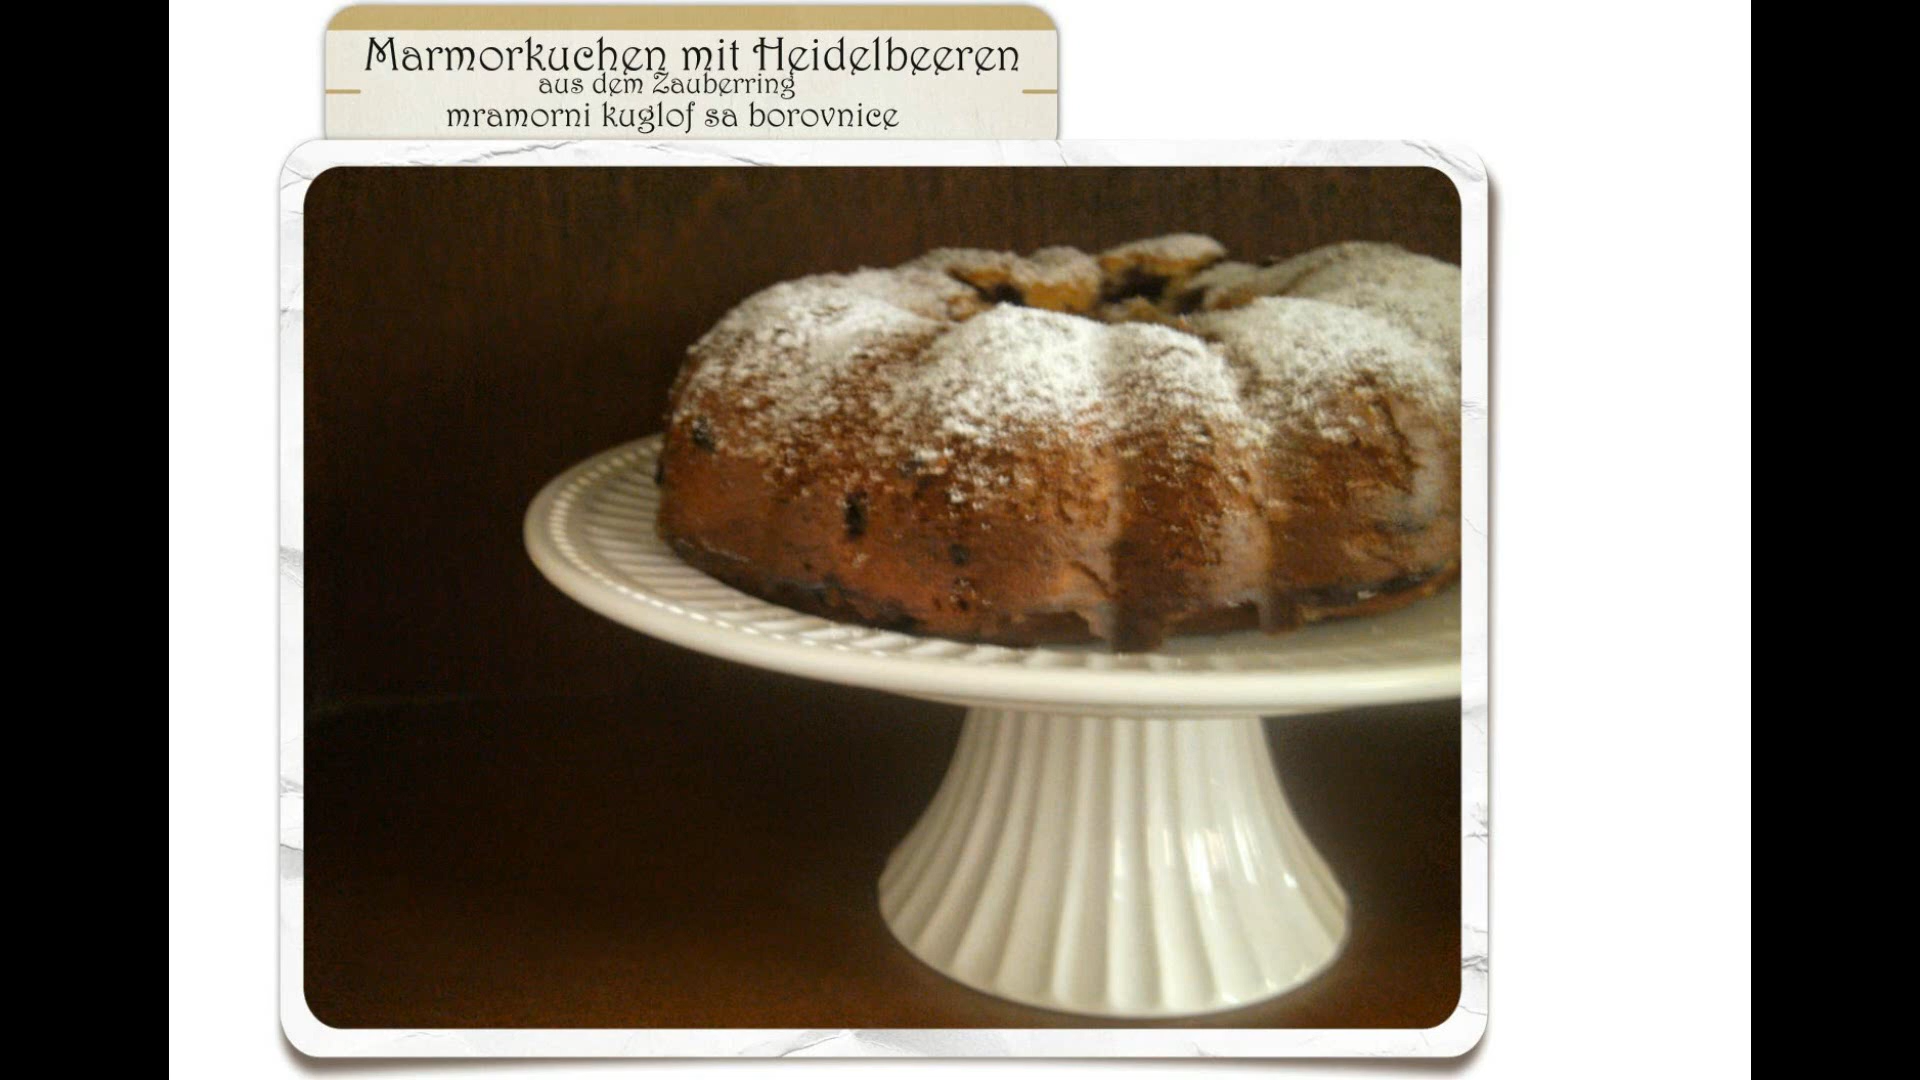 Marmorkuchen mit Heidelbeeren
aus dem Zauberring
mramorni kuglof sa borovnice